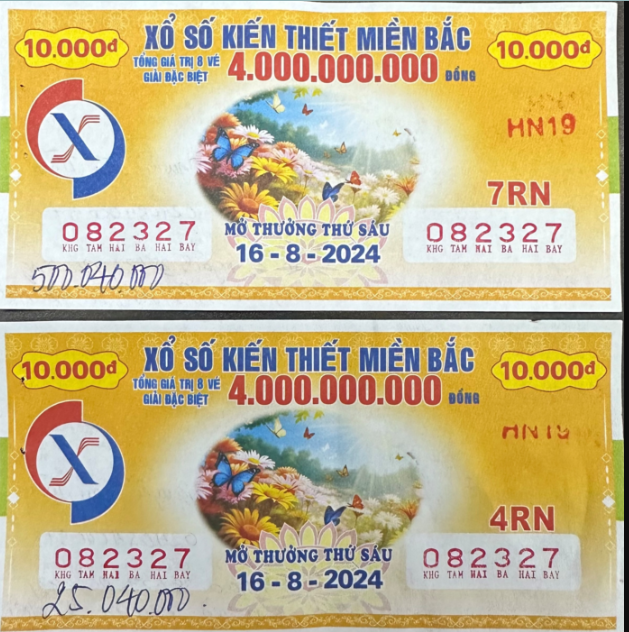 10.000đ XỔ SỐ KIẾN THIẾT MIỀN BẮC 10.000đ
TỔNG GIÁ TRỊ 8 VÉ
GIẢI ĐẶC BIỆT 4.000.000.000 ĐỒNG
X
HN19
7RN
082327 082327
KHG TAM HAI BA HAI BAY KHG TAM HAI BA HAI BAY
MỞ THƯỞNG THỨ SÁU
16-8-2024
500.040.000
10.000đ XỔ SỐ KIẾN THIẾT MIỀN BẮC 10.000đ
TỔNG GIÁ TRỊ 8 VÉ
GIẢI ĐẶC BIỆT 4.000.000.000 ĐỒNG
X
HN19
4RN
082327 082327
KHG TAM HAI BA HAI BAY KHG TAM HAI BA HAI BAY
MỞ THƯỞNG THỨ SÁU
16-8-2024
25.040.000.